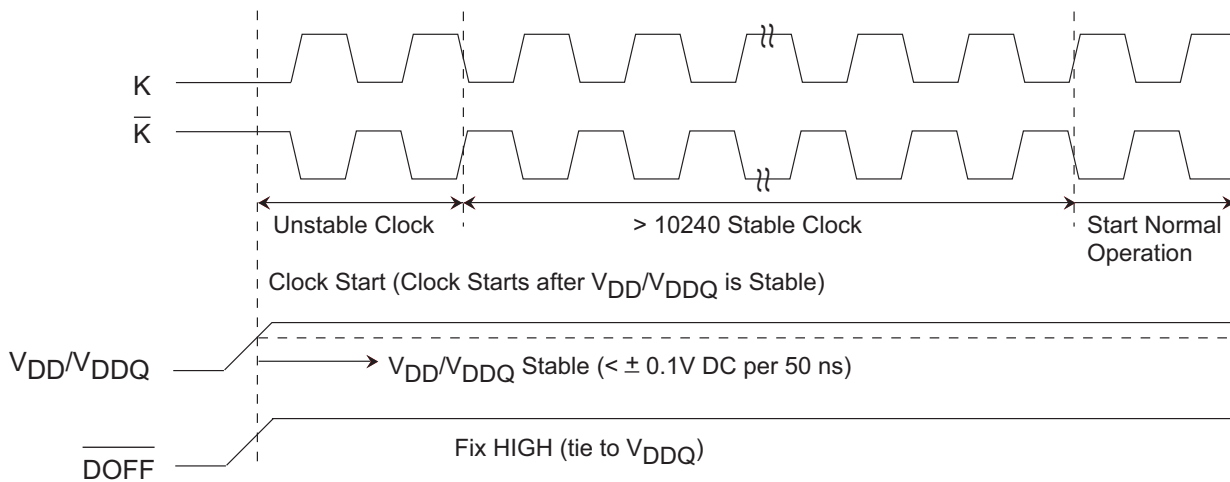 K
K̅
Unstable Clock
> 10240 Stable Clock
Start Normal
Operation
Clock Start (Clock Starts after VDD/VDDQ is Stable)
VDD/VDDQ
VDD/VDDQ Stable (< ± 0.1V DC per 50 ns)
Fix HIGH (tie to VDDQ)
D̅O̅F̅F̅